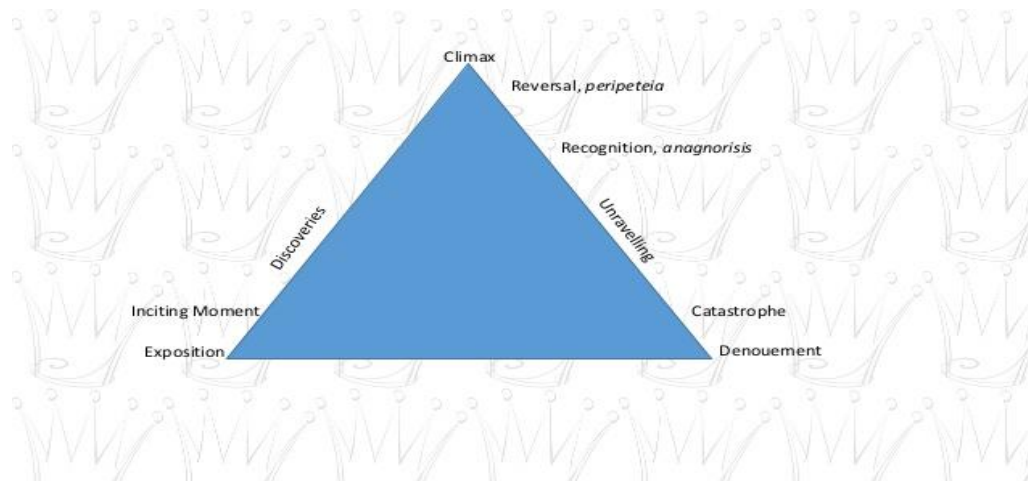 Climax
Reversal, peripeteia
Recognition, anagnorisis
Discoveries
Unravelling
Inciting Moment
Catastrophe
Exposition
Denouement